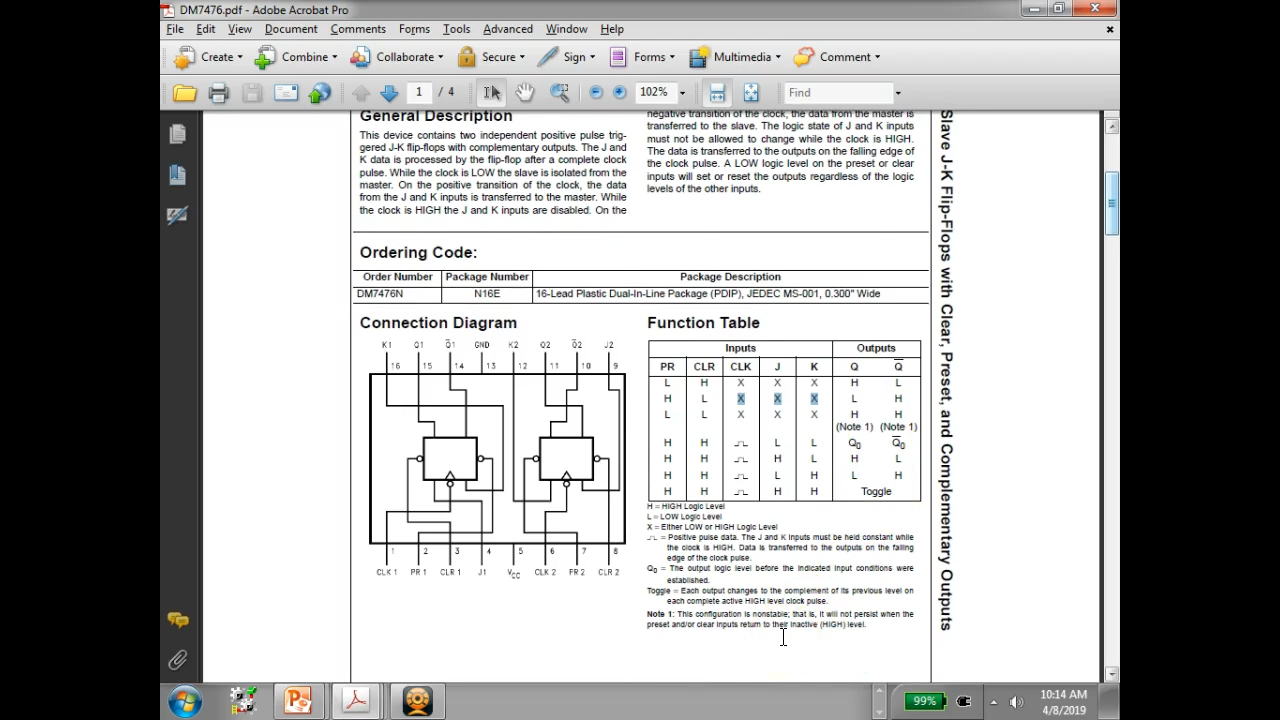 DM7476.pdf - Adobe Acrobat Pro
File Edit View Document Comments Forms Tools Advanced Window Help
Create Combine Collaborate Secure Sign Forms Multimedia Comment
1 / 4 102% Find
General Description
This device contains two independent positive pulse trig-
gered J-K flip-flops with complementary outputs. The J and
K data is processed by the flip-flop after a complete clock
pulse. While the clock is LOW the slave is isolated from the
master. On the positive transition of the clock, the data
from the J and K inputs is transferred to the master. While
the clock is HIGH the J and K inputs are disabled. On the
negative transition of the clock, the data from the master is
transferred to the slave. The logic state of J and K inputs
must not be allowed to change while the clock is HIGH.
The data is transferred to the outputs on the falling edge of
the clock pulse. A LOW logic level on the preset or clear
inputs will set or reset the outputs regardless of the logic
levels of the other inputs.
Slave J-K Flip-Flops with Clear, Preset, and Complementary Outputs
Ordering Code:
Order Number Package Number Package Description
DM7476N N16E 16-Lead Plastic Dual-In-Line Package (PDIP), JEDEC MS-001, 0.300" Wide
Connection Diagram
K1 Q1 Q̅1 GND K2 Q2 Q̅2 J2
16 15 14 13 12 11 10 9
1 2 3 4 5 6 7 8
CLK 1 PR 1 CLR 1 J1 VCC CLK 2 PR 2 CLR 2
Function Table
Inputs Outputs
PR CLR CLK J K Q Q̅
L H X X X H L
H L X X X L H
L L X X X H H
(Note 1) (Note 1)
H H L L Q0 Q̅0
H H H L H L
H H L H L H
H H H H Toggle
H = HIGH Logic Level
L = LOW Logic Level
X = Either LOW or HIGH Logic Level
= Positive pulse data. The J and K inputs must be held constant while
the clock is HIGH. Data is transferred to the outputs on the falling
edge of the clock pulse.
Q0 = The output logic level before the indicated input conditions were
established.
Toggle = Each output changes to the complement of its previous level on
each complete active HIGH level clock pulse.
Note 1: This configuration is nonstable; that is, it will not persist when the
preset and/or clear inputs return to their inactive (HIGH) level.
99%
10:14 AM
4/8/2019